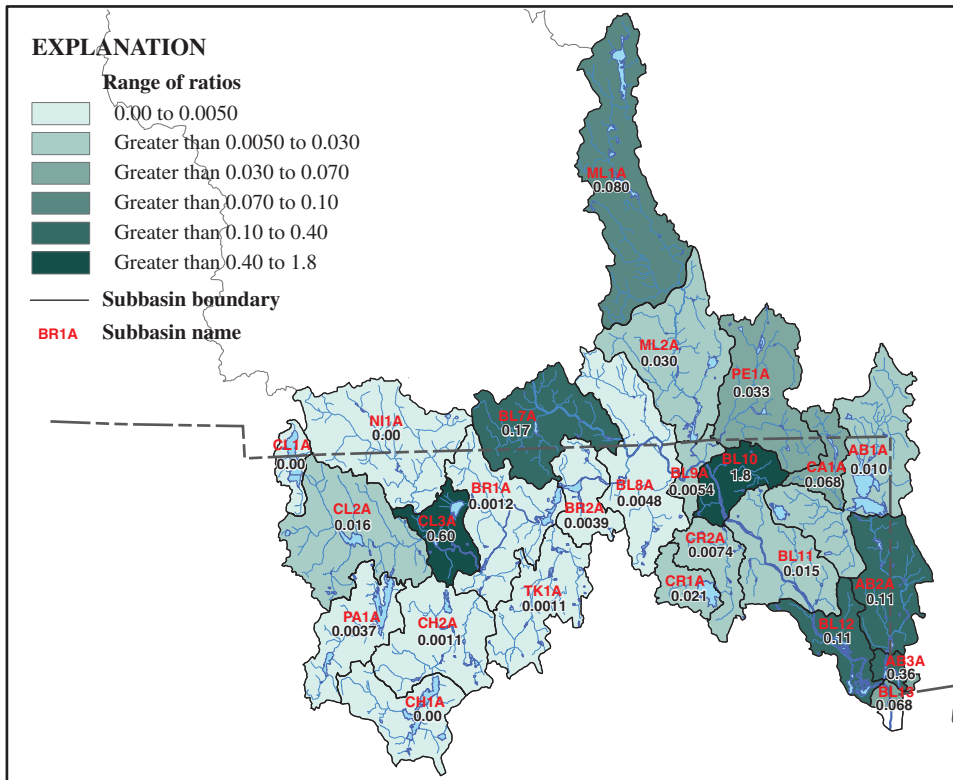 EXPLANATION
Range of ratios
0.00 to 0.0050
Greater than 0.0050 to 0.030
Greater than 0.030 to 0.070
Greater than 0.070 to 0.10
Greater than 0.10 to 0.40
Greater than 0.40 to 1.8
Subbasin boundary
BR1A Subbasin name
ML1A
0.080
ML2A
0.030
PE1A
0.033
NI1A
0.00
BL7A
0.17
CL1A
0.00
AB1A
0.010
BL10
1.8
CA1A
0.068
BL9A
0.0054
BL8A
0.0048
BR1A
0.0012
BR2A
0.0039
CL2A
0.016
CL3A
0.60
CR2A
0.0074
BL11
0.015
CR1A
0.021
AB2A
0.11
TK1A
0.0011
PA1A
0.0037
CH2A
0.0011
BL12
0.11
AB3A
0.36
BL13
0.068
CH1A
0.00